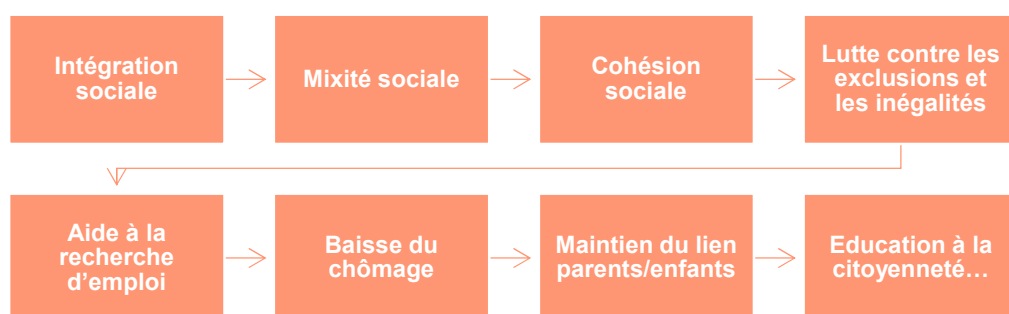 Intégration
sociale
Mixité sociale
Cohésion
sociale
Lutte contre les
exclusions et
les inégalités
Aide à la
recherche
d’emploi
Baisse du
chômage
Maintien du lien
parents/enfants
Education à la
citoyenneté…